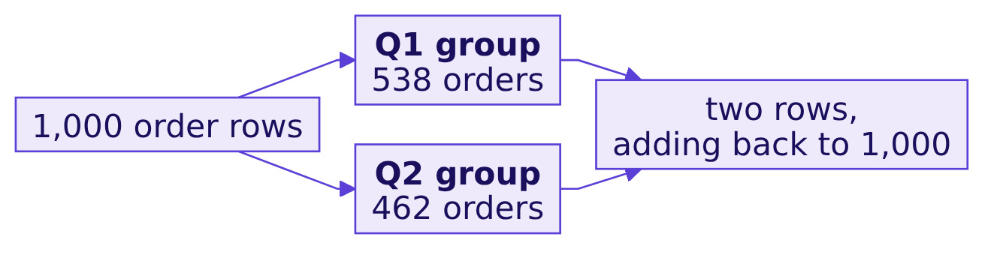 1,000 order rows
Q1 group
538 orders
Q2 group
462 orders
two rows,
adding back to 1,000